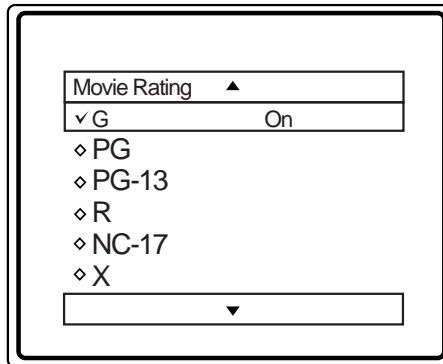 Movie Rating ▲
✓ G On
◇ PG
◇ PG-13
◇ R
◇ NC-17
◇ X
▼